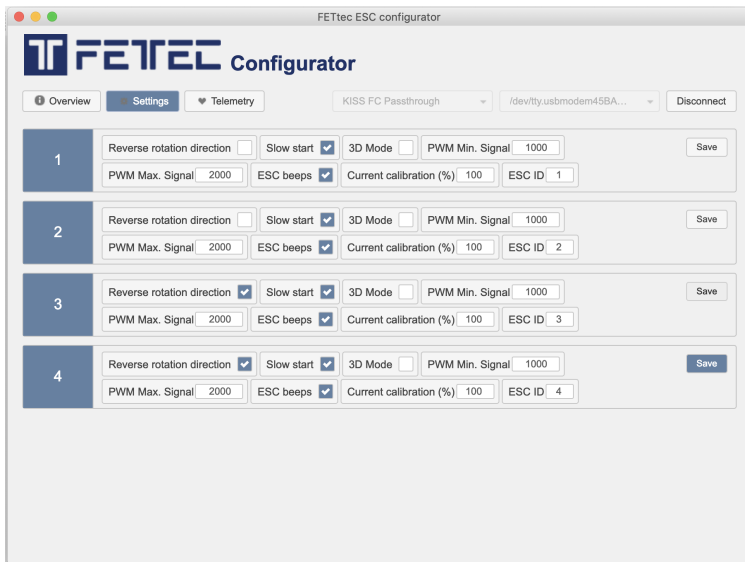 FETtec ESC configurator
FETTEC Configurator
Overview Settings Telemetry KISS FC Passthrough /dev/tty.usbmodem45BA... Disconnect
1
Reverse rotation direction Slow start 3D Mode PWM Min. Signal 1000 Save
PWM Max. Signal 2000 ESC beeps Current calibration (%) 100 ESC ID 1
2
Reverse rotation direction Slow start 3D Mode PWM Min. Signal 1000 Save
PWM Max. Signal 2000 ESC beeps Current calibration (%) 100 ESC ID 2
3
Reverse rotation direction Slow start 3D Mode PWM Min. Signal 1000 Save
PWM Max. Signal 2000 ESC beeps Current calibration (%) 100 ESC ID 3
4
Reverse rotation direction Slow start 3D Mode PWM Min. Signal 1000 Save
PWM Max. Signal 2000 ESC beeps Current calibration (%) 100 ESC ID 4